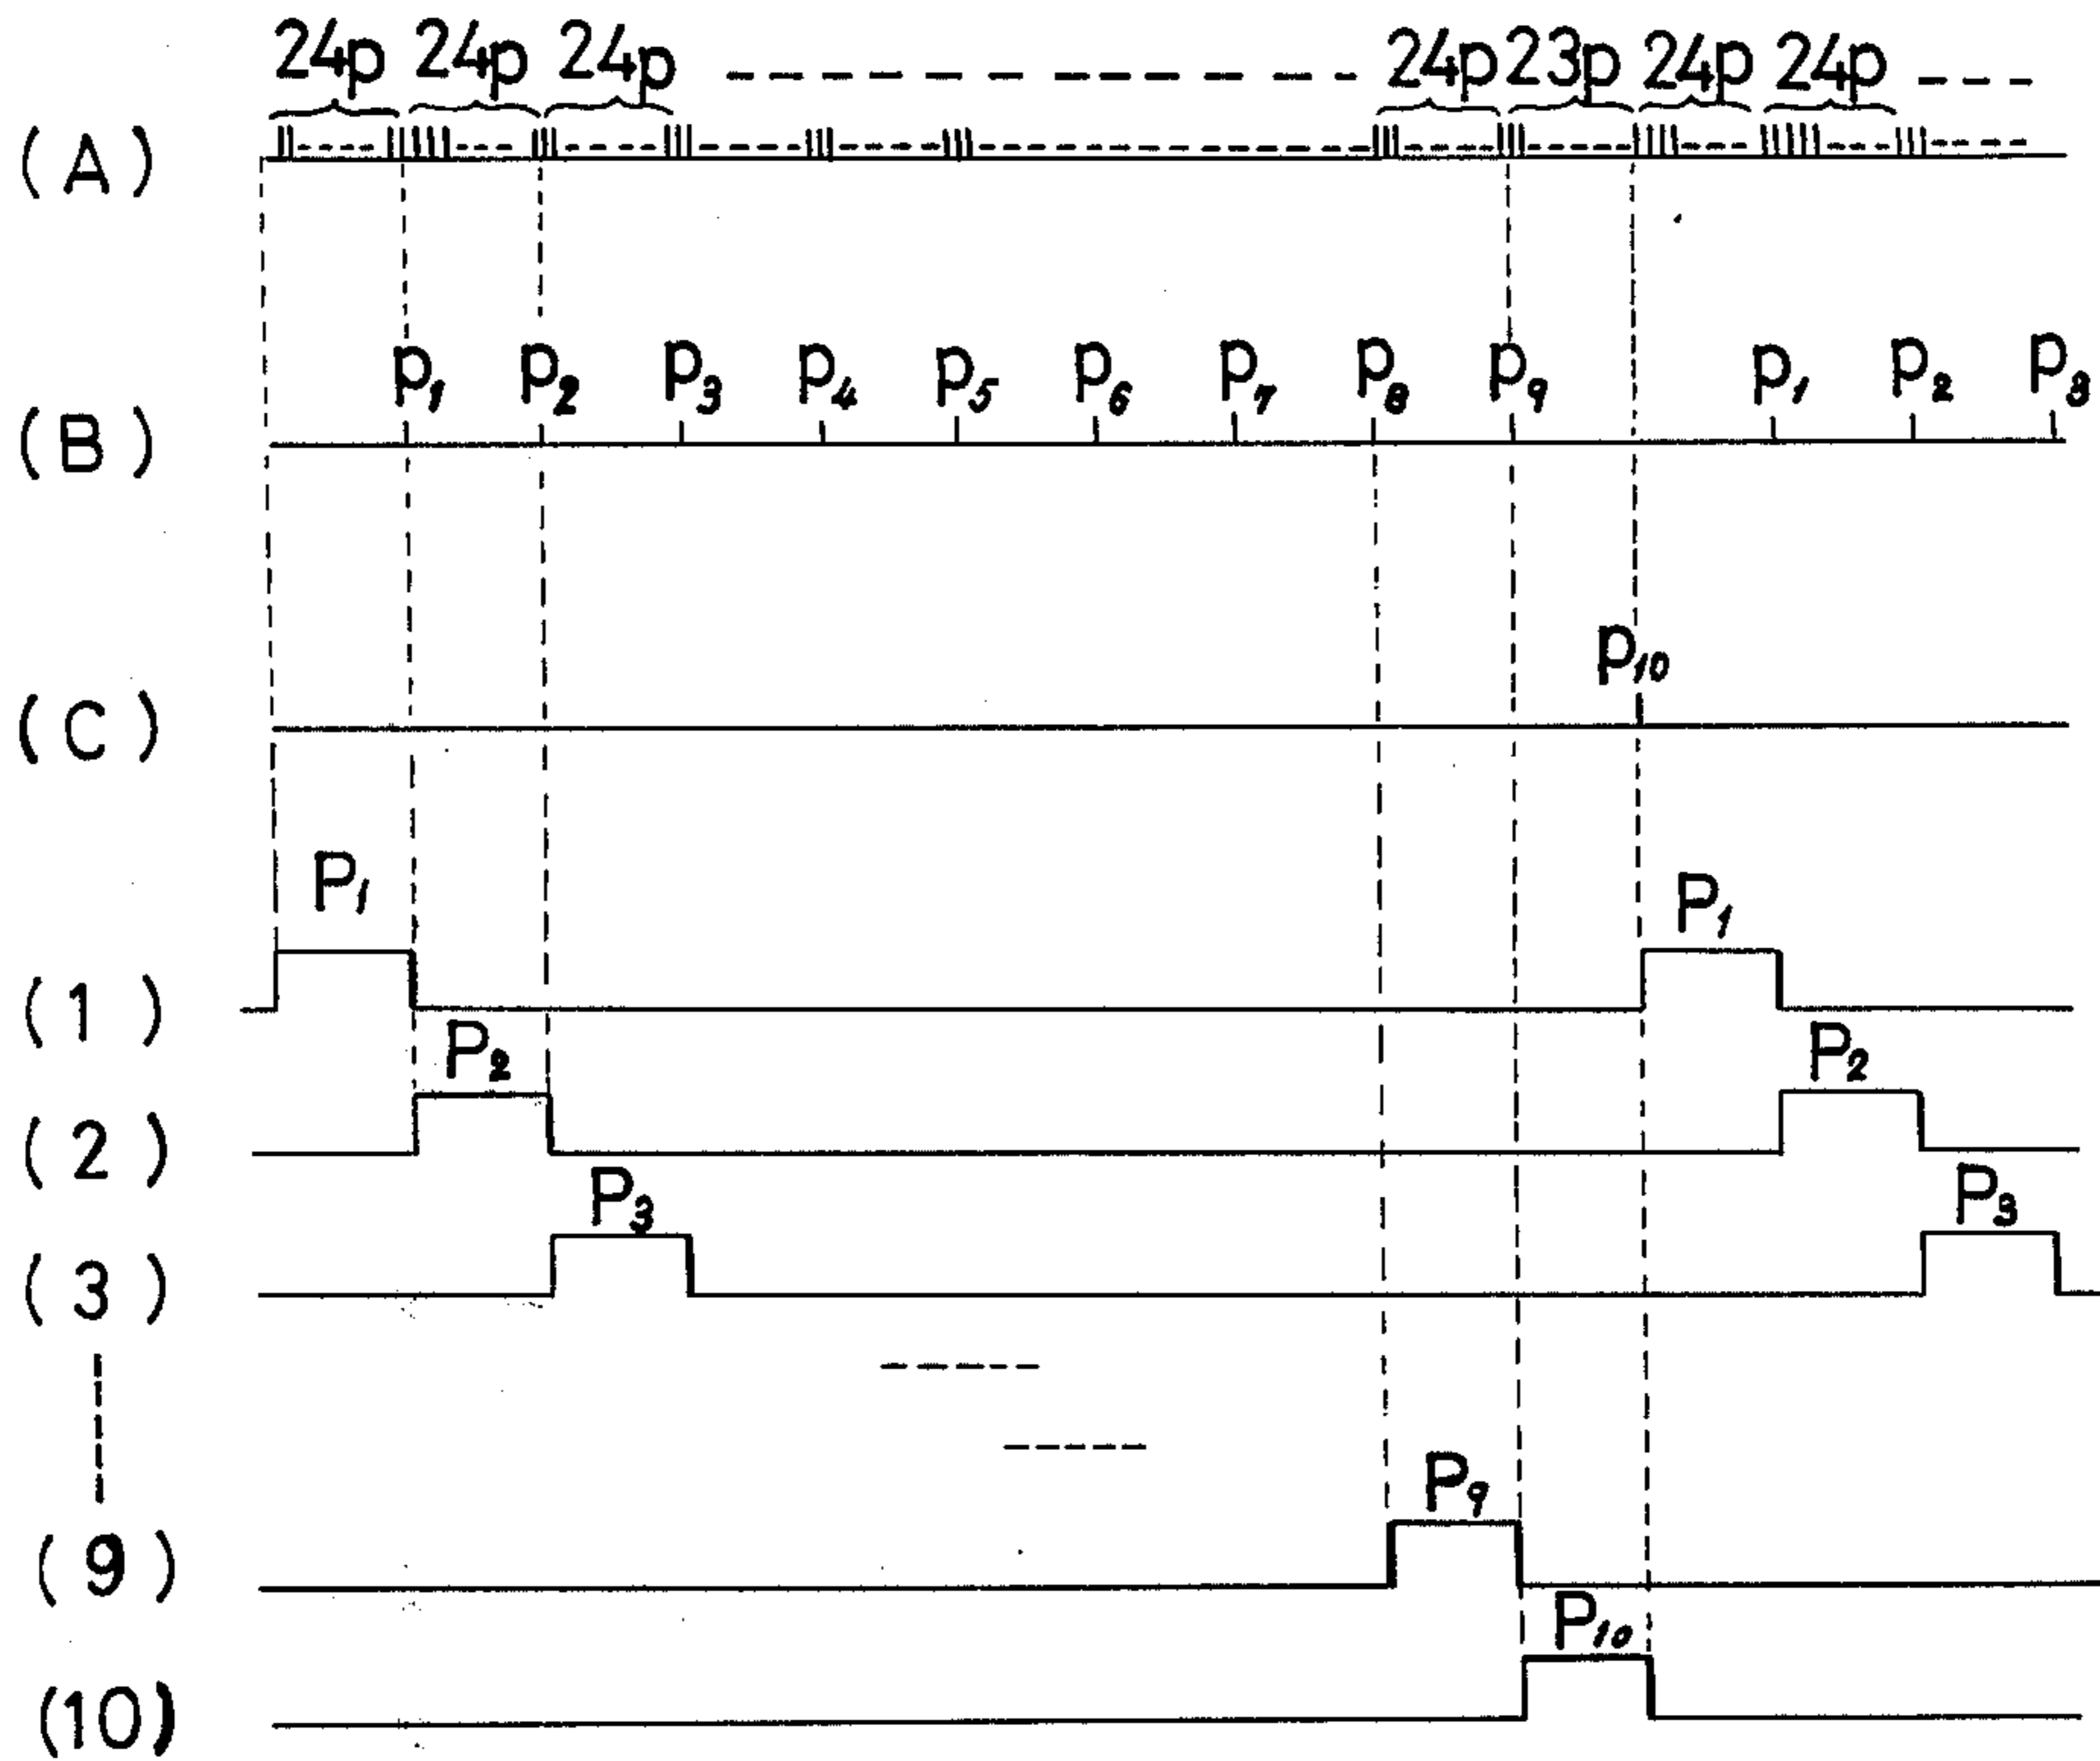 24p 24p 24p 24p 23p 24p 24p
(A)
p₁ p₂ p₃ p₄ p₅ p₆ p₇ p₈ p₉ p₁ p₂ p₃
(B)
p₁₀
(C)
P₁ P₁
(1)
P₂ P₂
(2)
P₃ P₃
(3)
P₉
(9)
P₁₀
(10)